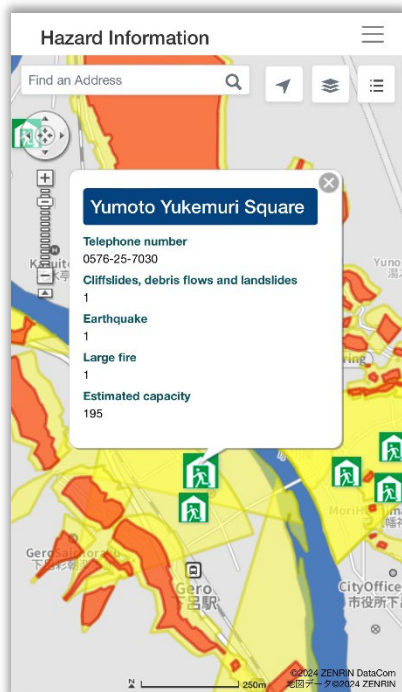 Hazard Information
Find an Address
Yumoto Yukemuri Square
Telephone number
0576-25-7030
Cliffslides, debris flows and landslides
1
Earthquake
1
Large fire
1
Estimated capacity
195
Yuno
Gero
下呂駅
CityOffice
市役所下
N
250m
©2024 ZENRIN DataCom
地図データ©2024 ZENRIN